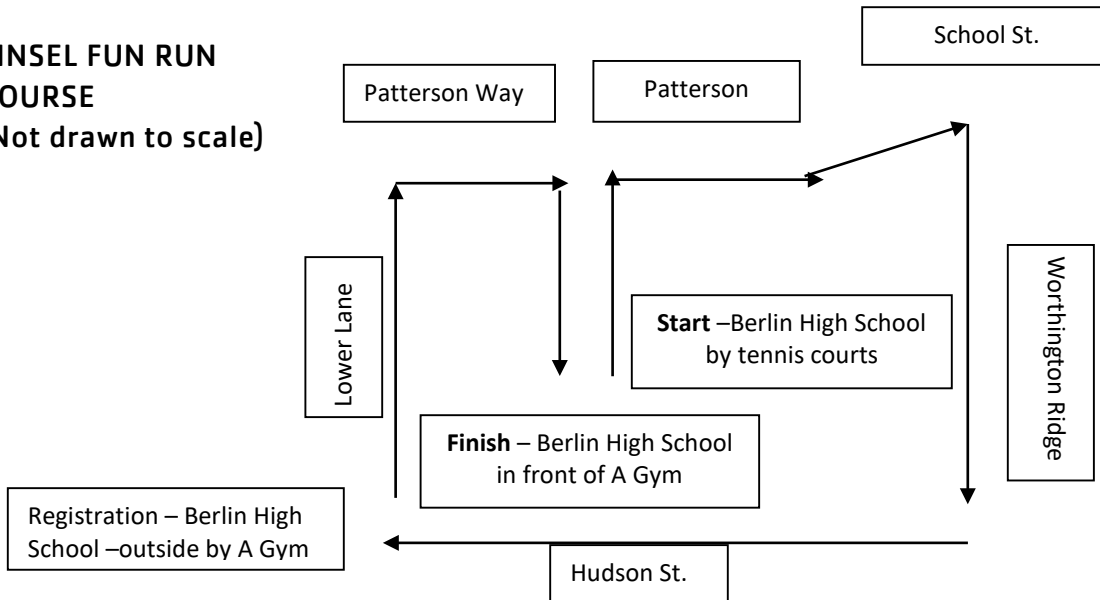 INSEL FUN RUN
OURSE
Not drawn to scale)
School St.
Patterson Way
Patterson
Lower Lane
Start –Berlin High School
by tennis courts
Worthington Ridge
Finish – Berlin High School
in front of A Gym
Registration – Berlin High
School –outside by A Gym
Hudson St.